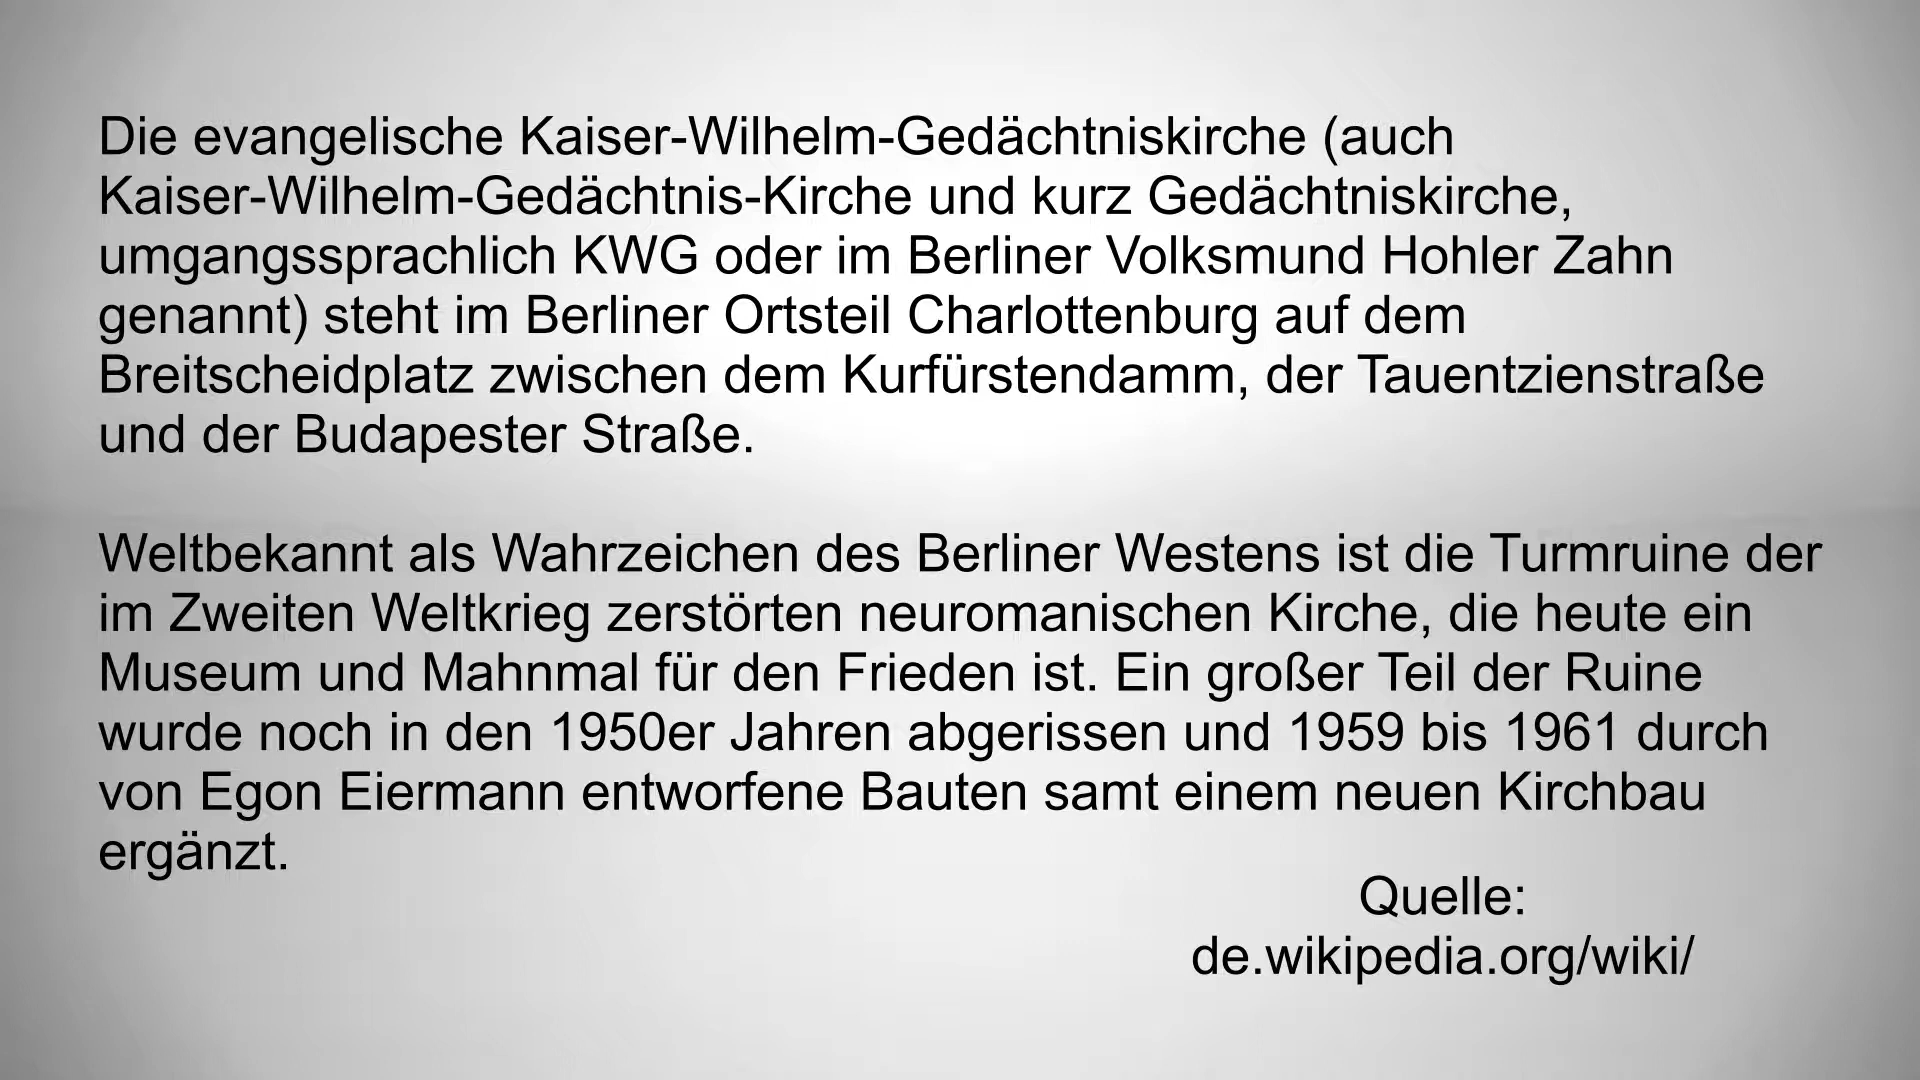 Die evangelische Kaiser-Wilhelm-Gedächtniskirche (auch
Kaiser-Wilhelm-Gedächtnis-Kirche und kurz Gedächtniskirche,
umgangssprachlich KWG oder im Berliner Volksmund Hohler Zahn
genannt) steht im Berliner Ortsteil Charlottenburg auf dem
Breitscheidplatz zwischen dem Kurfürstendamm, der Tauentzienstraße
und der Budapester Straße.
Weltbekannt als Wahrzeichen des Berliner Westens ist die Turmruine der
im Zweiten Weltkrieg zerstörten neuromanischen Kirche, die heute ein
Museum und Mahnmal für den Frieden ist. Ein großer Teil der Ruine
wurde noch in den 1950er Jahren abgerissen und 1959 bis 1961 durch
von Egon Eiermann entworfene Bauten samt einem neuen Kirchbau
ergänzt.
Quelle:
de.wikipedia.org/wiki/